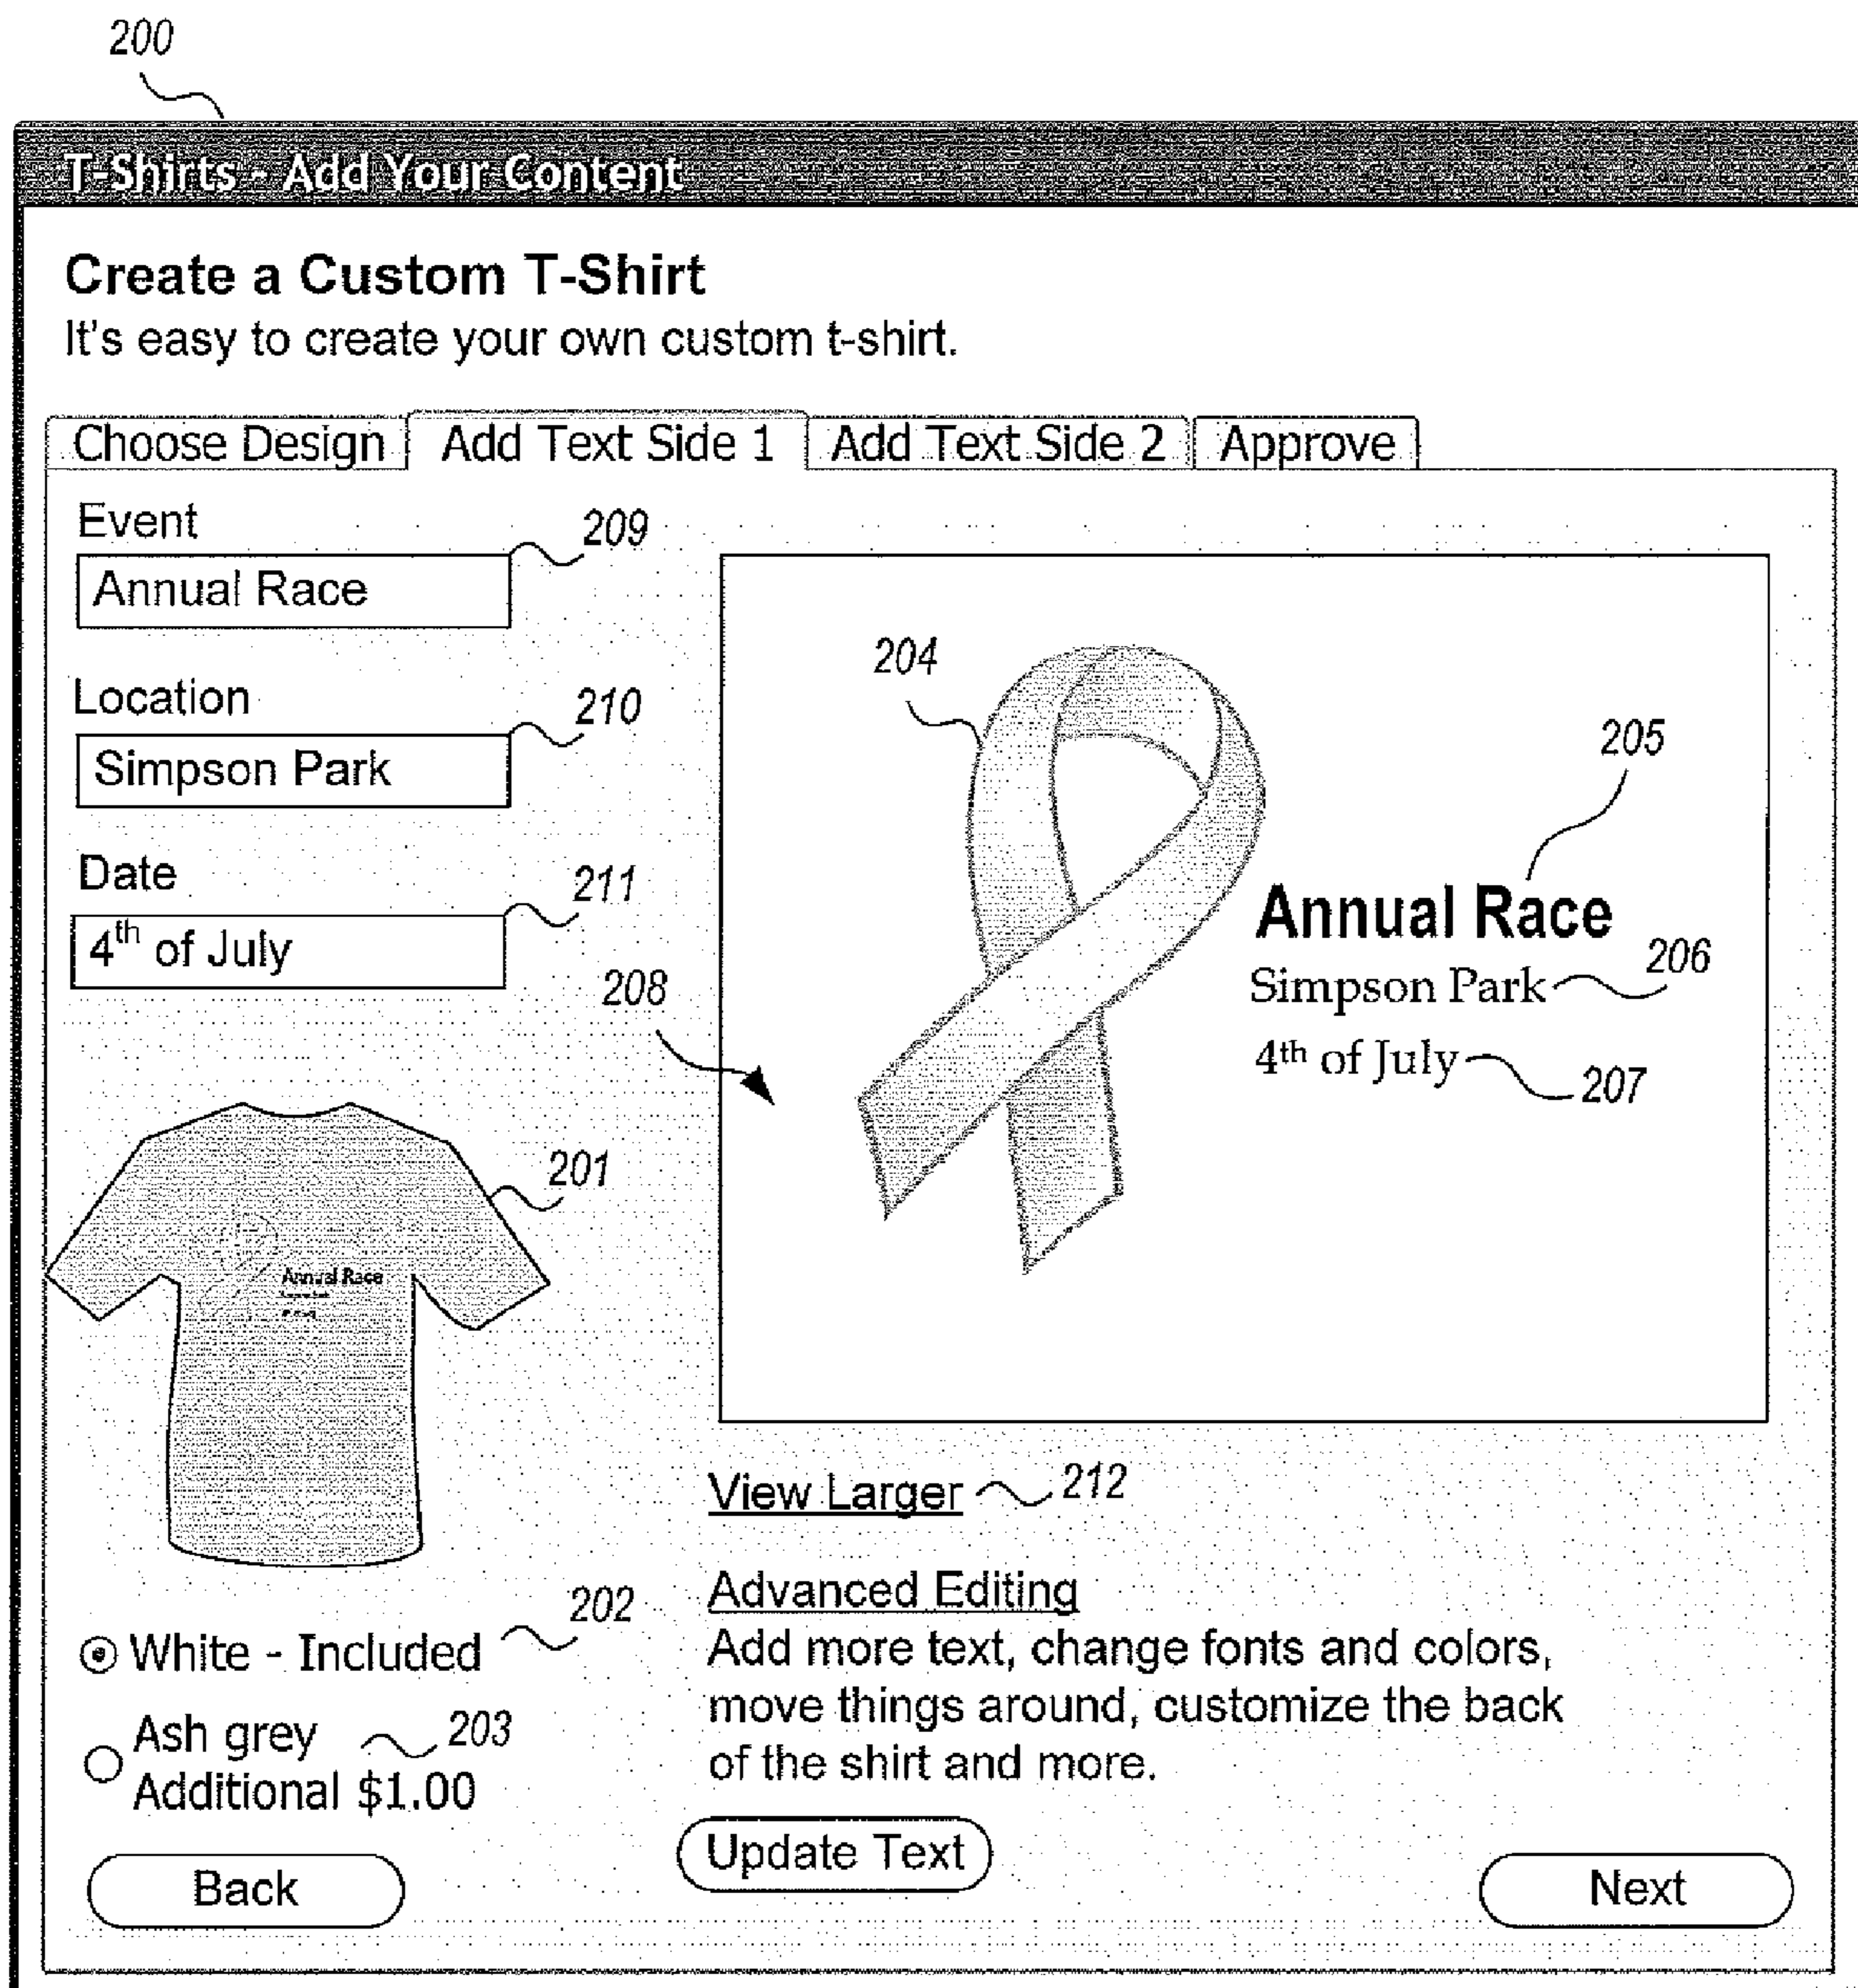 200
T-Shirts - Add Your Content
Create a Custom T-Shirt
It's easy to create your own custom t-shirt.
Choose Design Add Text Side 1 Add Text Side 2 Approve
Event
209
Annual Race
Location
210
Simpson Park
Date
211
4th of July
208
204
205
Annual Race
206
Simpson Park
4th of July
207
201
Annual Race
View Larger
212
202
White - Included
Ash grey
203
Additional $1.00
Advanced Editing
Add more text, change fonts and colors,
move things around, customize the back
of the shirt and more.
Back
Update Text
Next